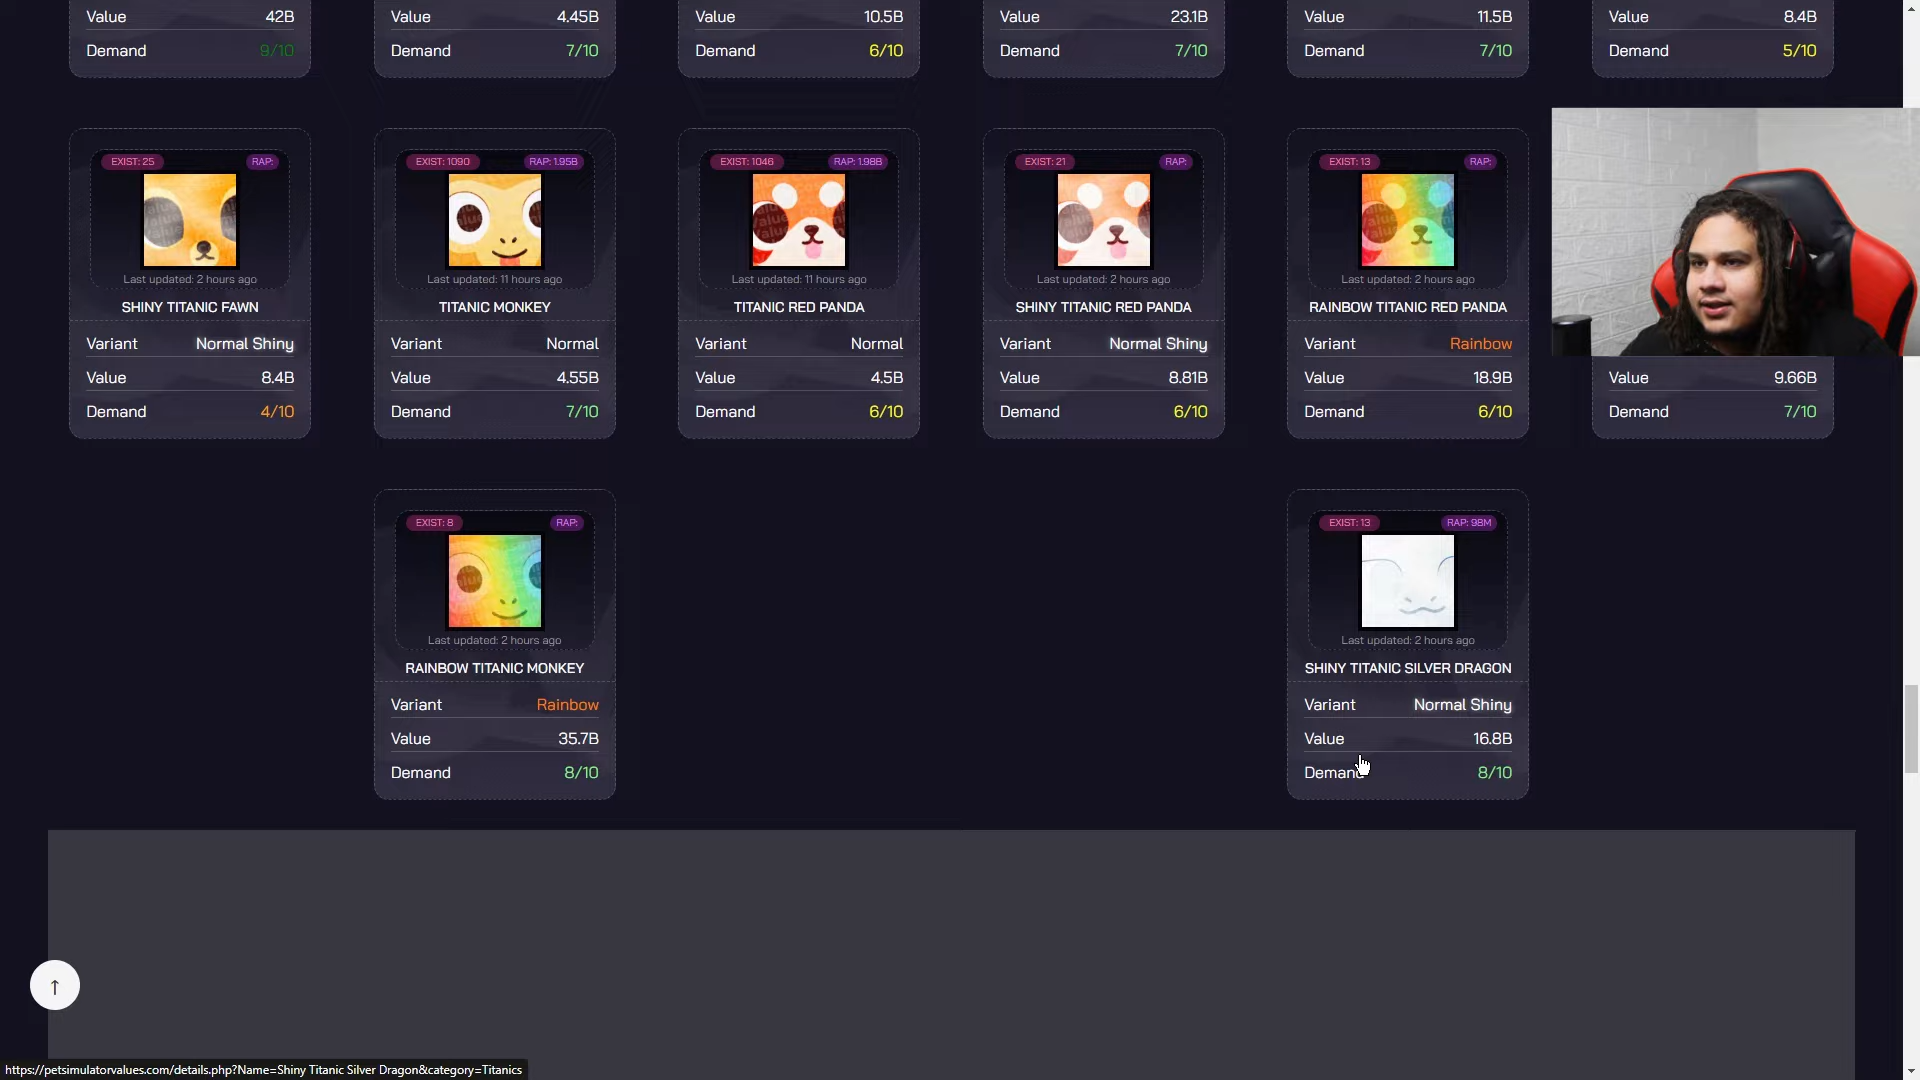 Value 42B
Demand 9/10
Value 4.45B
Demand 7/10
Value 10.5B
Demand 6/10
Value 23.1B
Demand 7/10
Value 11.5B
Demand 7/10
Value 8.4B
Demand 5/10
EXIST: 25 RAP:
Last updated: 2 hours ago
SHINY TITANIC FAWN
Variant Normal Shiny
Value 8.4B
Demand 4/10
EXIST: 1090 RAP: 1.95B
Last updated: 11 hours ago
TITANIC MONKEY
Variant Normal
Value 4.55B
Demand 7/10
EXIST: 1046 RAP: 1.98B
Last updated: 11 hours ago
TITANIC RED PANDA
Variant Normal
Value 4.5B
Demand 6/10
EXIST: 21 RAP:
Last updated: 2 hours ago
SHINY TITANIC RED PANDA
Variant Normal Shiny
Value 8.81B
Demand 6/10
EXIST: 13 RAP:
Last updated: 2 hours ago
RAINBOW TITANIC RED PANDA
Variant Rainbow
Value 18.9B
Demand 6/10
Value 9.66B
Demand 7/10
EXIST: 8 RAP:
Last updated: 2 hours ago
RAINBOW TITANIC MONKEY
Variant Rainbow
Value 35.7B
Demand 8/10
EXIST: 13 RAP: 98M
Last updated: 2 hours ago
SHINY TITANIC SILVER DRAGON
Variant Normal Shiny
Value 16.8B
Demand 8/10
https://petsimulatorvalues.com/details.php?Name=Shiny Titanic Silver Dragon&category=Titanics